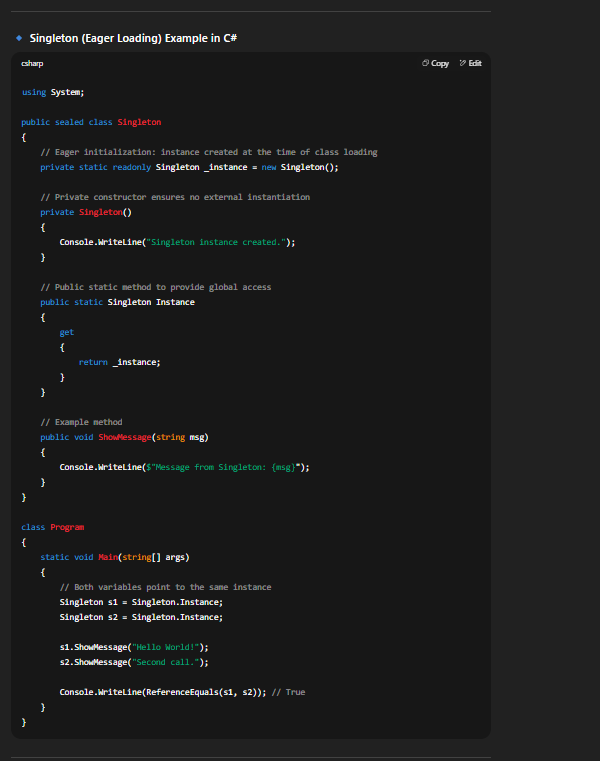 Singleton (Eager Loading) Example in C#
csharp
Copy
Edit
using System;
public sealed class Singleton
{
    // Eager initialization: instance created at the time of class loading
    private static readonly Singleton _instance = new Singleton();
    // Private constructor ensures no external instantiation
    private Singleton()
    {
        Console.WriteLine("Singleton instance created.");
    }
    // Public static method to provide global access
    public static Singleton Instance
    {
        get
        {
            return _instance;
        }
    }
    // Example method
    public void ShowMessage(string msg)
    {
        Console.WriteLine($"Message from Singleton: {msg}");
    }
}
class Program
{
    static void Main(string[] args)
    {
        // Both variables point to the same instance
        Singleton s1 = Singleton.Instance;
        Singleton s2 = Singleton.Instance;
        s1.ShowMessage("Hello World!");
        s2.ShowMessage("Second call.");
        Console.WriteLine(ReferenceEquals(s1, s2)); // True
    }
}